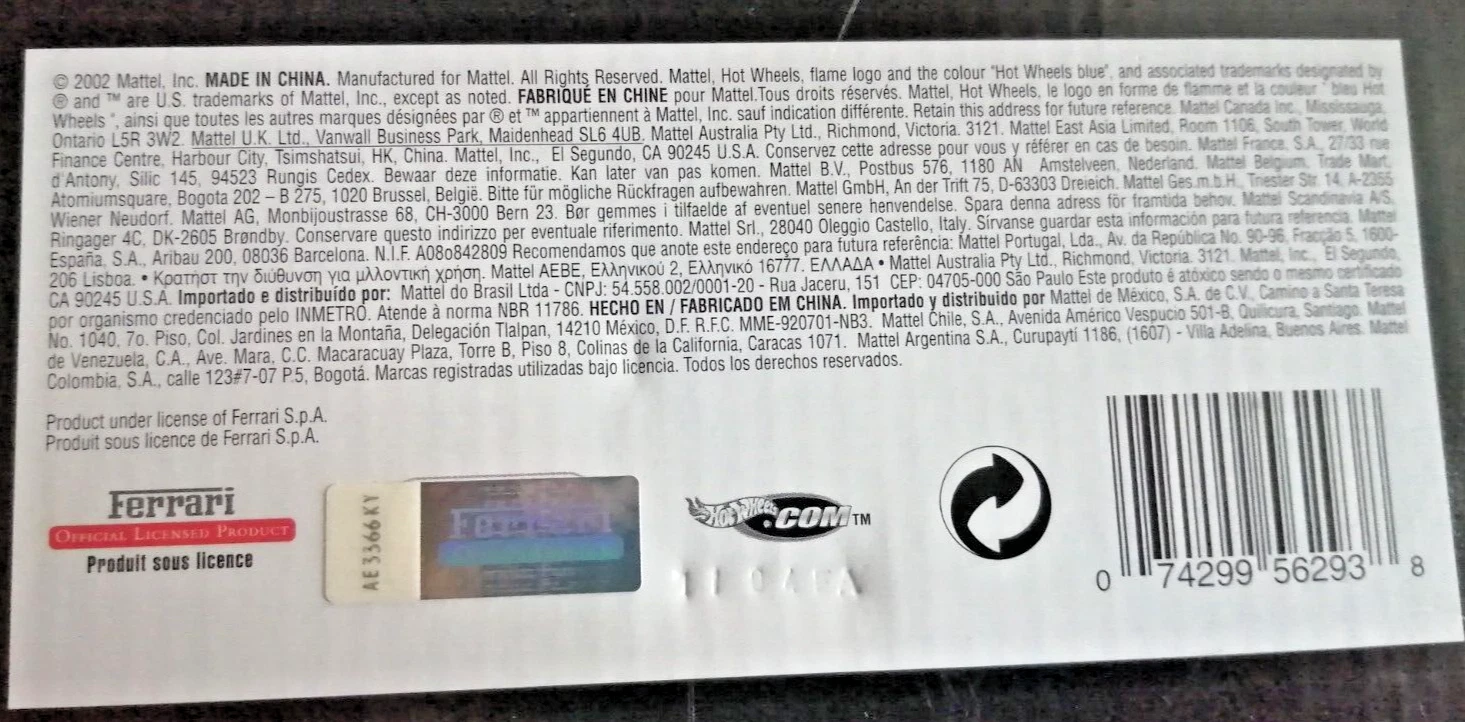 © 2002 Mattel, Inc. MADE IN CHINA. Manufactured for Mattel. All Rights Reserved. Mattel, Hot Wheels, flame logo and the colour "Hot Wheels blue", and associated trademarks designated by
® and ™ are U.S. trademarks of Mattel, Inc., except as noted. FABRIQUÉ EN CHINE pour Mattel.Tous droits réservés. Mattel, Hot Wheels, le logo en forme de flamme et la couleur "bleu Hot
Wheels ", ainsi que toutes les autres marques désignées par ® et ™ appartiennent à Mattel, Inc. sauf indication différente. Retain this address for future reference. Mattel Canada Inc., Mississauga,
Ontario L5R 3W2. Mattel U.K. Ltd., Vanwall Business Park, Maidenhead SL6 4UB. Mattel Australia Pty Ltd., Richmond, Victoria. 3121. Mattel East Asia Limited, Room 1106, South Tower, World
Finance Centre, Harbour City, Tsimshatsui, HK, China. Mattel, Inc., El Segundo, CA 90245 U.S.A. Conservez cette adresse pour vous y référer en cas de besoin. Mattel France, S.A., 27/33 rue
d'Antony, Silic 145, 94523 Rungis Cedex. Bewaar deze informatie. Kan later van pas komen. Mattel B.V., Postbus 576, 1180 AN Amstelveen, Nederland. Mattel Belgium, Trade Mart,
Atomiumsquare, Bogota 202 – B 275, 1020 Brussel, België. Bitte für mögliche Rückfragen aufbewahren. Mattel GmbH, An der Trift 75, D-63303 Dreieich. Mattel Ges.m.b.H., Triester Str. 14, A-2355
Wiener Neudorf. Mattel AG, Monbijoustrasse 68, CH-3000 Bern 23. Bør gemmes i tilfaelde af eventuel senere henvendelse. Spara denna adress för framtida behov. Mattel Scandinavia A/S,
Ringager 4C, DK-2605 Brøndby. Conservare questo indirizzo per eventuale riferimento. Mattel Srl., 28040 Oleggio Castello, Italy. Sírvanse guardar esta información para futura referencia. Mattel
España, S.A., Aribau 200, 08036 Barcelona. N.I.F. A08o842809 Recomendamos que anote este endereço para futura referência: Mattel Portugal, Lda., Av. da República No. 90-96, Fracção 5, 1600-
206 Lisboa. • Κρατήστ την διύθυνση για μλλοντική χρήση. Mattel AEBE, Ελληνικού 2, Ελληνικό 16777. ΕΛΛΑΔΑ • Mattel Australia Pty Ltd., Richmond, Victoria. 3121. Mattel, Inc., El Segundo,
CA 90245 U.S.A. Importado e distribuído por: Mattel do Brasil Ltda - CNPJ: 54.558.002/0001-20 - Rua Jaceru, 151 CEP: 04705-000 São Paulo Este produto é atóxico sendo o mesmo certificado
por organismo credenciado pelo INMETRO. Atende à norma NBR 11786. HECHO EN / FABRICADO EM CHINA. Importado y distribuido por Mattel de México, S.A. de C.V., Camino a Santa Teresa
No. 1040, 7o. Piso, Col. Jardines en la Montaña, Delegación Tlalpan, 14210 México, D.F. R.F.C. MME-920701-NB3. Mattel Chile, S.A., Avenida Américo Vespucio 501-B, Quilicura, Santiago. Mattel
de Venezuela, C.A., Ave. Mara, C.C. Macaracuay Plaza, Torre B, Piso 8, Colinas de la California, Caracas 1071. Mattel Argentina S.A., Curupaytí 1186, (1607) - Villa Adelina, Buenos Aires. Mattel
Colombia, S.A., calle 123#7-07 P.5, Bogotá. Marcas registradas utilizadas bajo licencia. Todos los derechos reservados.
Product under license of Ferrari S.p.A.
Produit sous licence de Ferrari S.p.A.
Ferrari
OFFICIAL LICENSED PRODUCT
Produit sous licence
AE3366KY
Ferrari
Hot Wheels.COM™
0 74299 56293 8